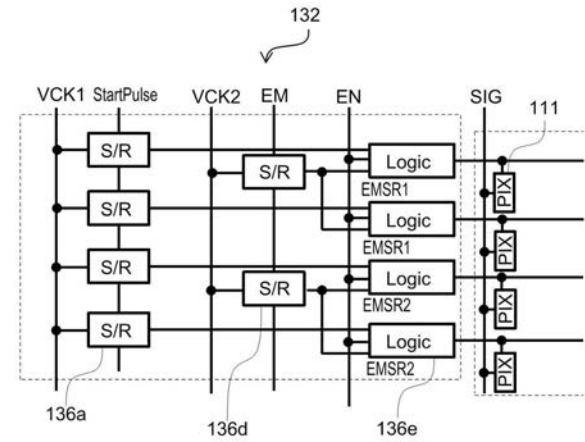 132
VCK1 StartPulse VCK2 EM EN SIG 111
S/R Logic
S/R PIX
EMSR1
S/R Logic
PIX
EMSR1
S/R Logic
S/R PIX
EMSR2
S/R Logic
PIX
EMSR2
136a 136d 136e